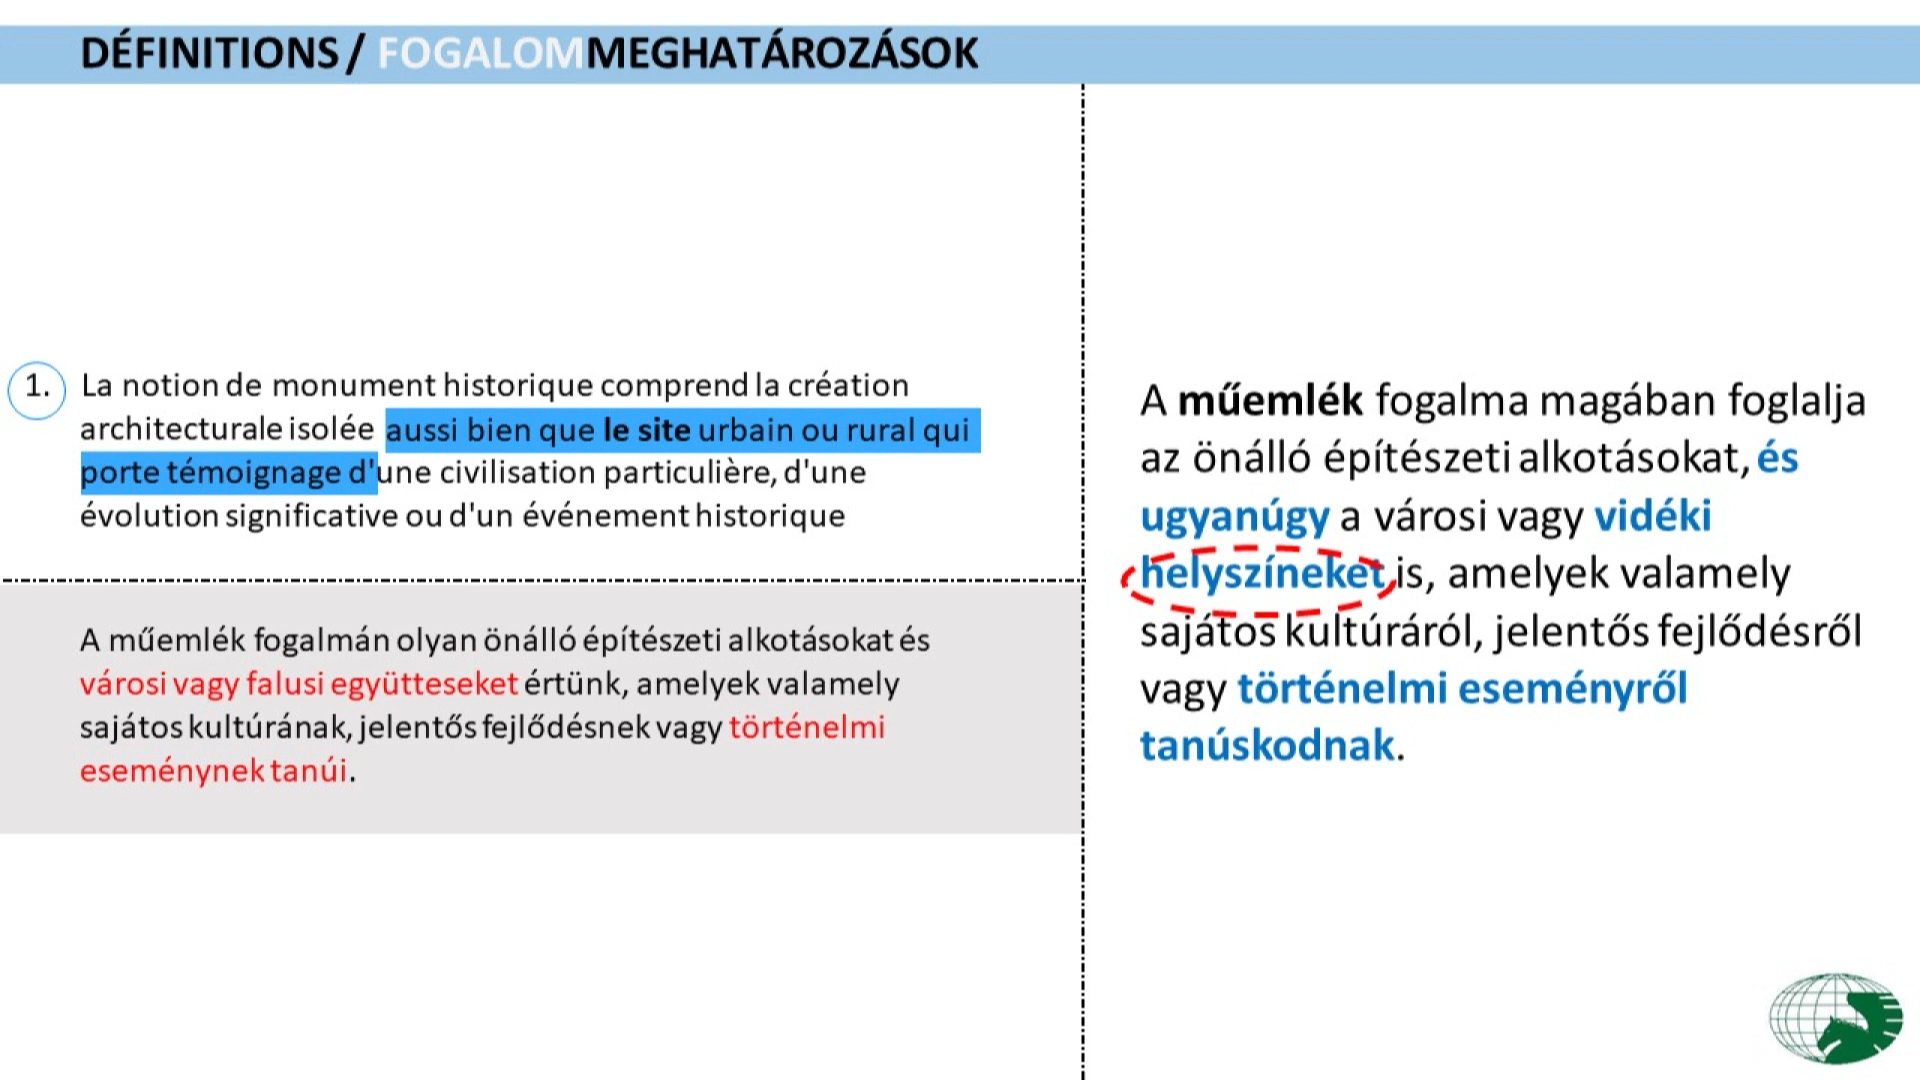 DÉFINITIONS / FOGALOMMEGHATÁROZÁSOK
1. La notion de monument historique comprend la création
architecturale isolée aussi bien que le site urbain ou rural qui
porte témoignage d'une civilisation particulière, d'une
évolution significative ou d'un événement historique
A műemlék fogalmán olyan önálló építészeti alkotásokat és
városi vagy falusi együtteseket értünk, amelyek valamely
sajátos kultúrának, jelentős fejlődésnek vagy történelmi
eseménynek tanúi.
A műemlék fogalma magában foglalja
az önálló építészeti alkotásokat, és
ugyanúgy a városi vagy vidéki
helyszíneket is, amelyek valamely
sajátos kultúráról, jelentős fejlődésről
vagy történelmi eseményről
tanúskodnak.